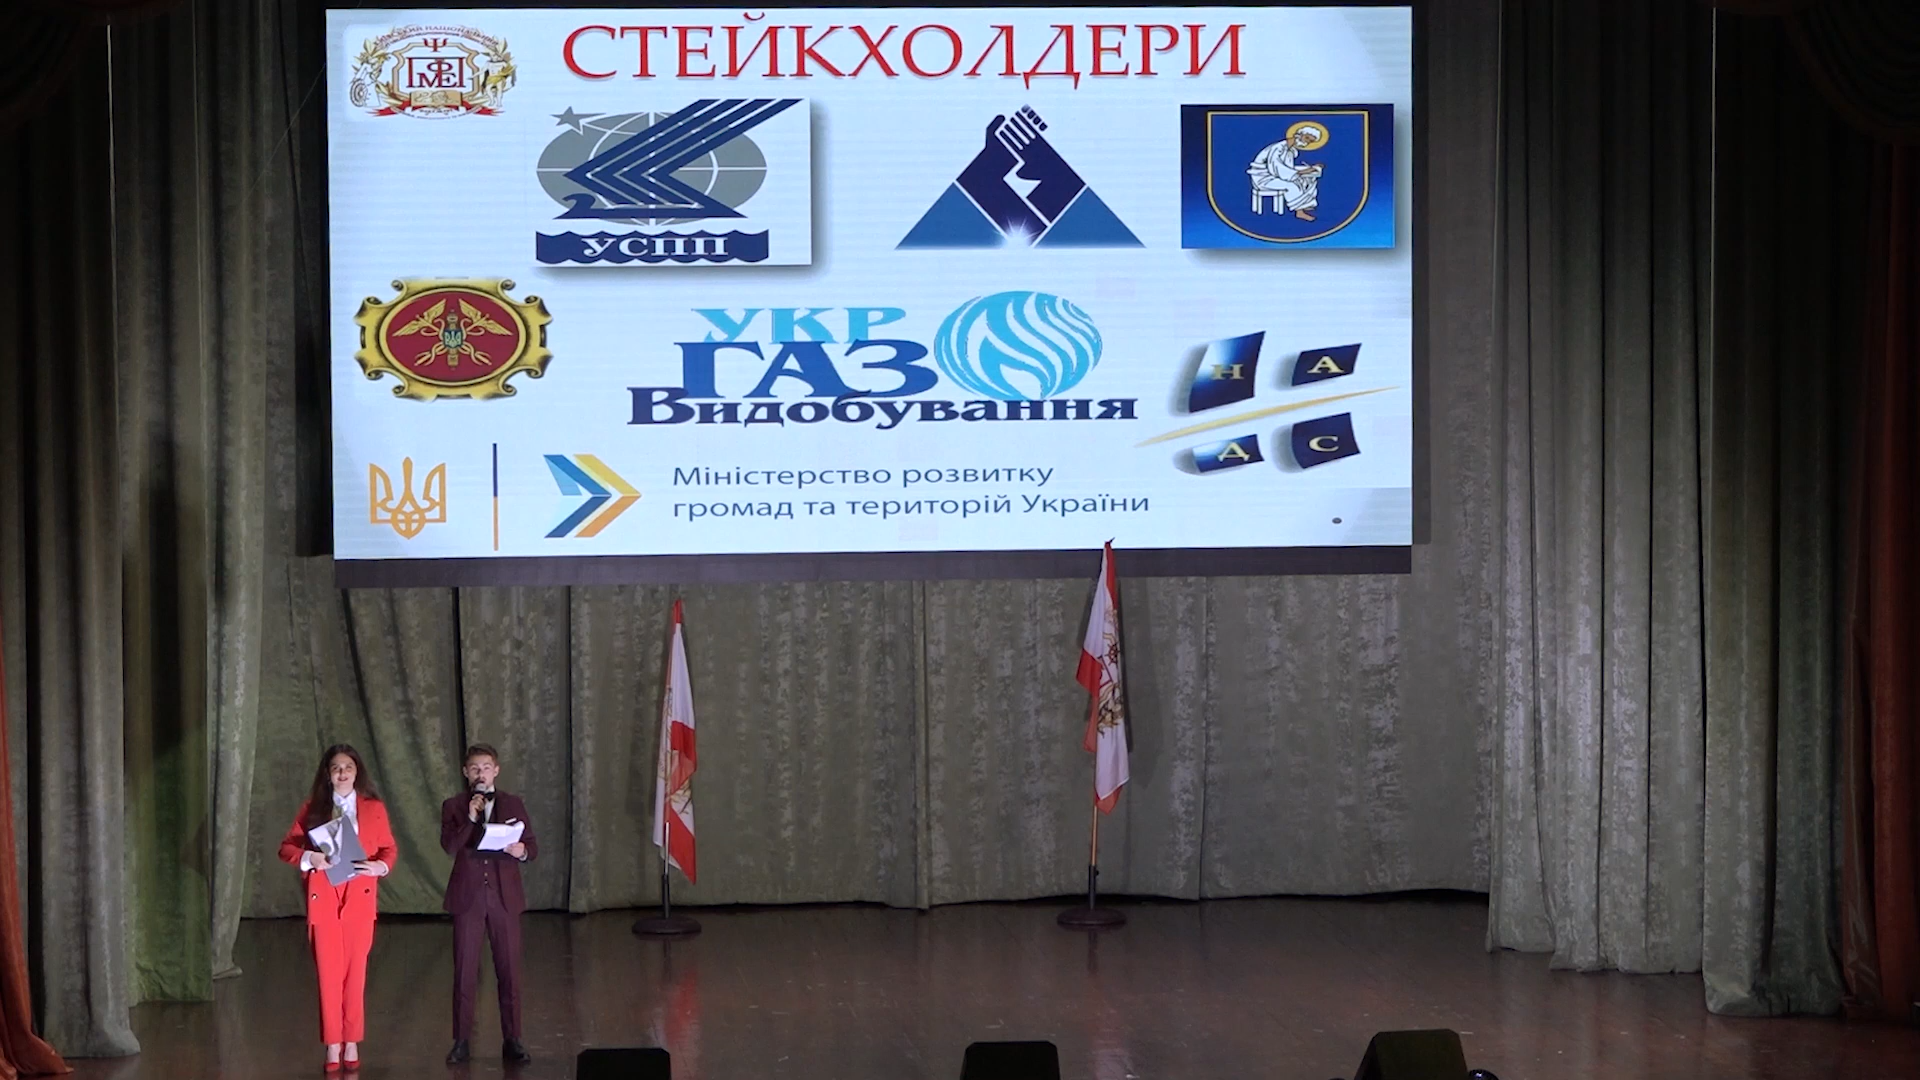 СТЕЙКХОЛДЕРИ
УСПП
УКР
ГАЗ
Видобування
Н А
Д С
Міністерство розвитку
громад та територій України